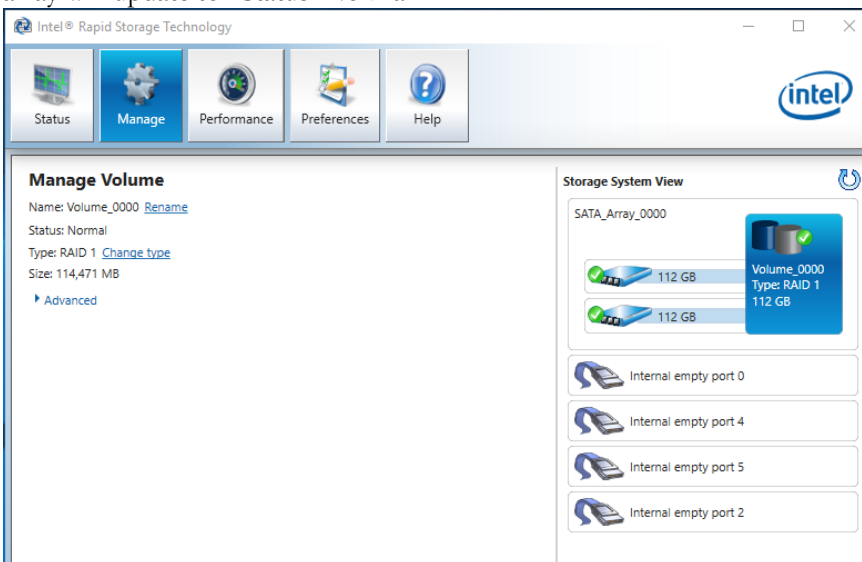 Intel® Rapid Storage Technology
Status
Manage
Performance
Preferences
Help
intel
Manage Volume
Name: Volume_0000 Rename
Status: Normal
Type: RAID 1 Change type
Size: 114,471 MB
Advanced
Storage System View
SATA_Array_0000
112 GB
112 GB
Volume_0000
Type: RAID 1
112 GB
Internal empty port 0
Internal empty port 4
Internal empty port 5
Internal empty port 2